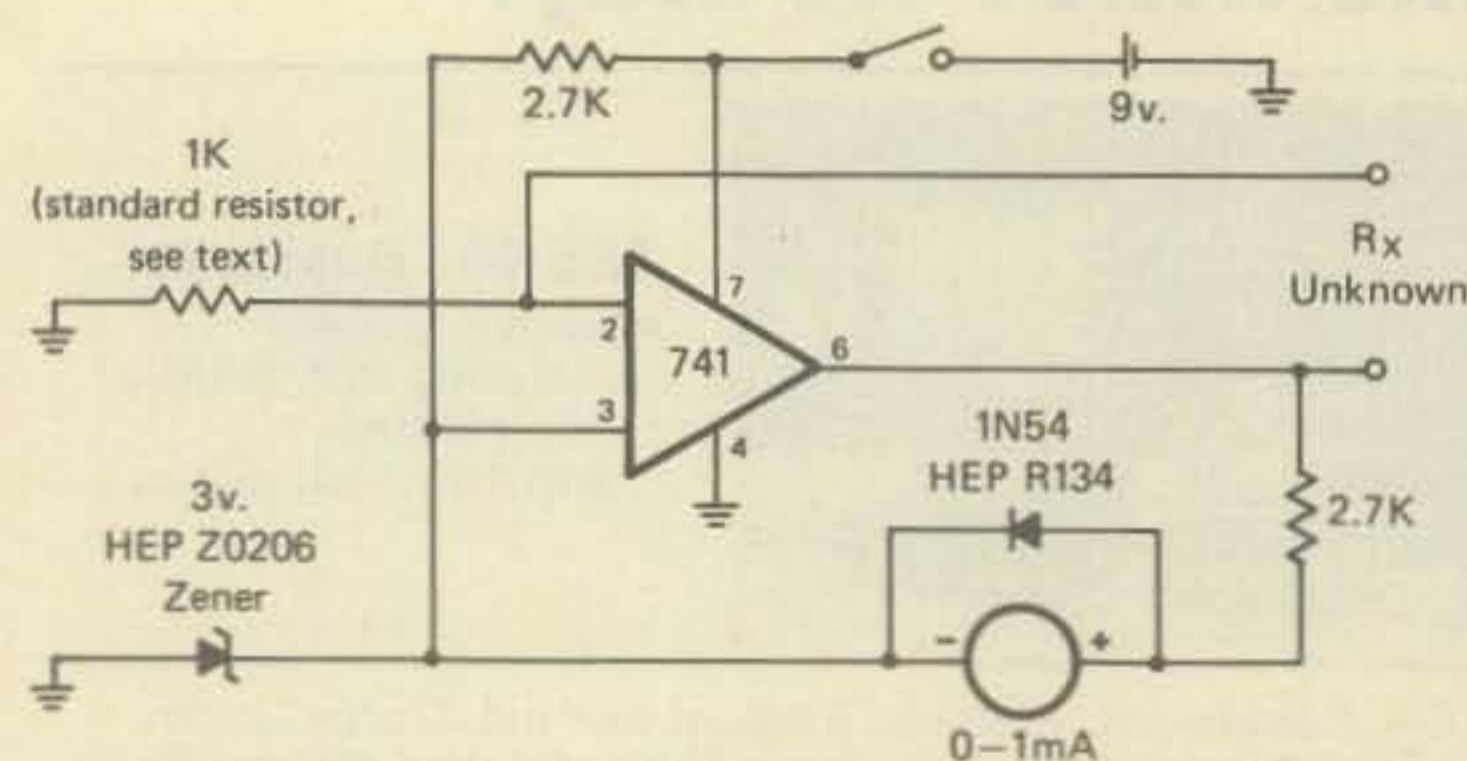 2.7K
9v.
1K
(standard resistor,
see text)
Rx
Unknown
7
2
741
6
3
4
1N54
HEP R134
3v.
HEP Z0206
Zener
2.7K
- +
0-1mA